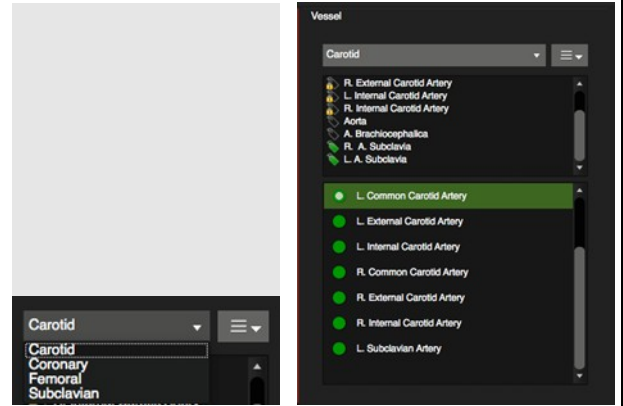 Carotid
Carotid
Coronary
Femoral
Subclavian
Vessel
Carotid
R. External Carotid Artery
L. Internal Carotid Artery
R. Internal Carotid Artery
Aorta
A. Brachiocephalica
R. A. Subclavia
L. A. Subclavia
L. Common Carotid Artery
L. External Carotid Artery
L. Internal Carotid Artery
R. Common Carotid Artery
R. External Carotid Artery
R. Internal Carotid Artery
L. Subclavian Artery